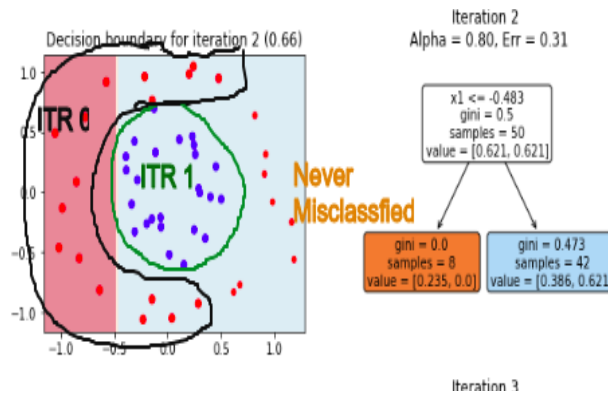 Iteration 2
Alpha = 0.80, Err = 0.31
Decision boundary for iteration 2 (0.66)
1.0
0.5
0.0
−0.5
−1.0
−1.0
−0.5
0.0
0.5
1.0
ITR 0
ITR 1
Never
Misclassfied
x1 <= -0.483
gini = 0.5
samples = 50
value = [0.621, 0.621]
gini = 0.0
samples = 8
value = [0.235, 0.0]
gini = 0.473
samples = 42
value = [0.386, 0.621]
Iteration 3